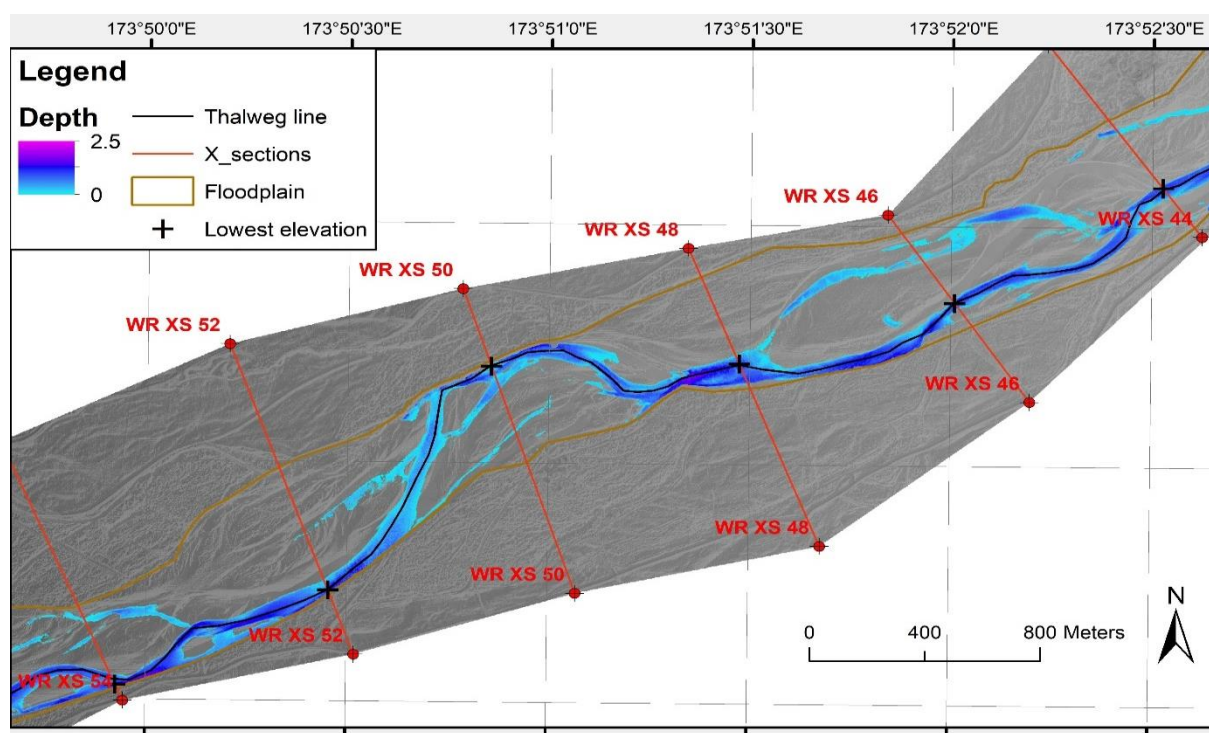 173°50'0"E 173°50'30"E 173°51'0"E 173°51'30"E 173°52'0"E 173°52'30"E
Legend
Depth
2.5
0
Thalweg line
X_sections
Floodplain
Lowest elevation
WR XS 46
WR XS 44
WR XS 48
WR XS 50
WR XS 52
WR XS 46
WR XS 48
WR XS 50
WR XS 52
WR XS 54
N
0 400 800 Meters